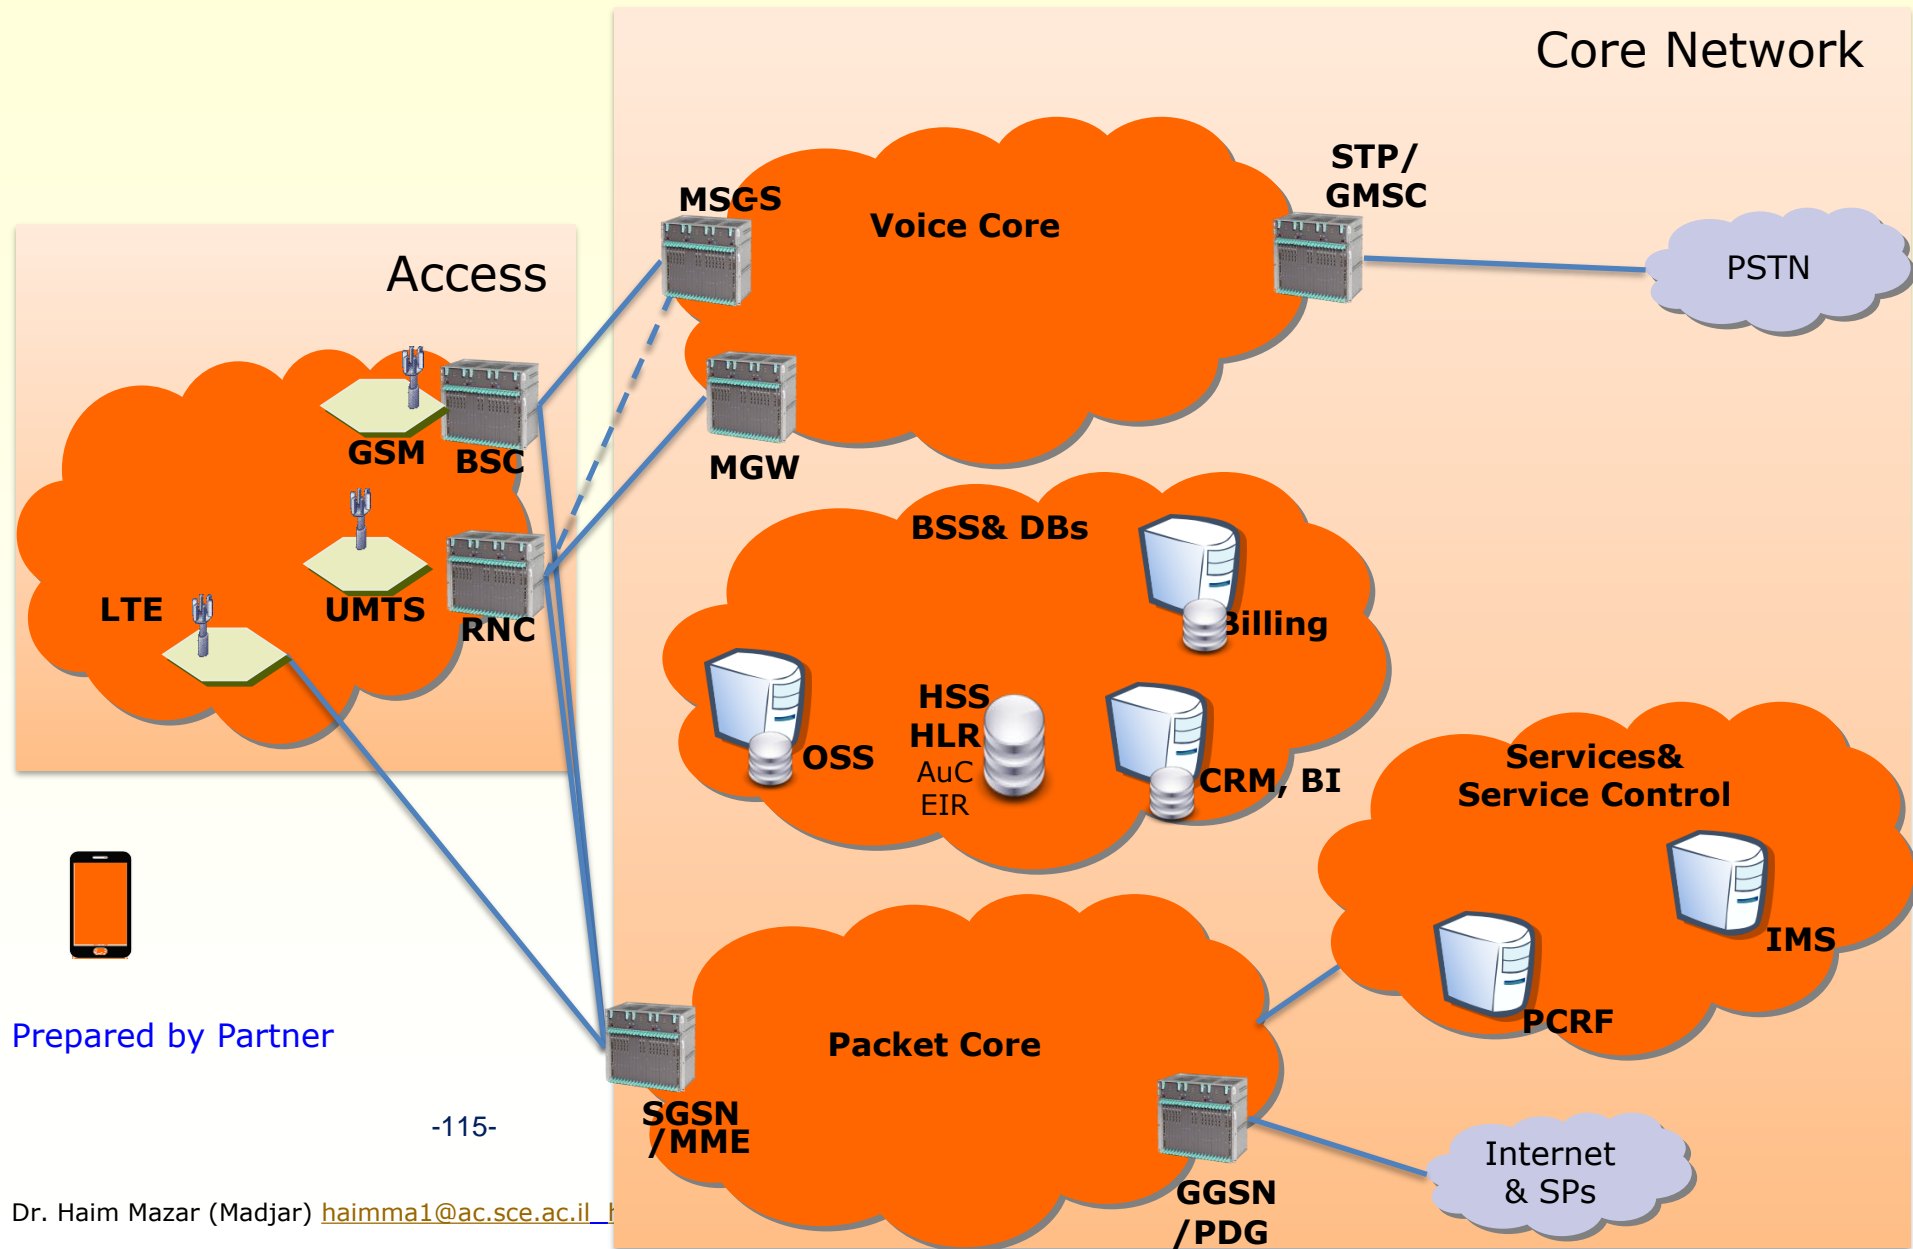 Core Network
STP/
GMSC
MSC-S
Voice Core
PSTN
Access
GSM
BSC
MGW
BSS& DBs
LTE
UMTS
RNC
Billing
HSS
HLR
AuC
EIR
OSS
CRM, BI
Services&
Service Control
IMS
PCRF
Prepared by Partner
Packet Core
-115-
SGSN
/MME
Internet
& SPs
GGSN
/PDG
Dr. Haim Mazar (Madjar) haimma1@ac.sce.ac.il